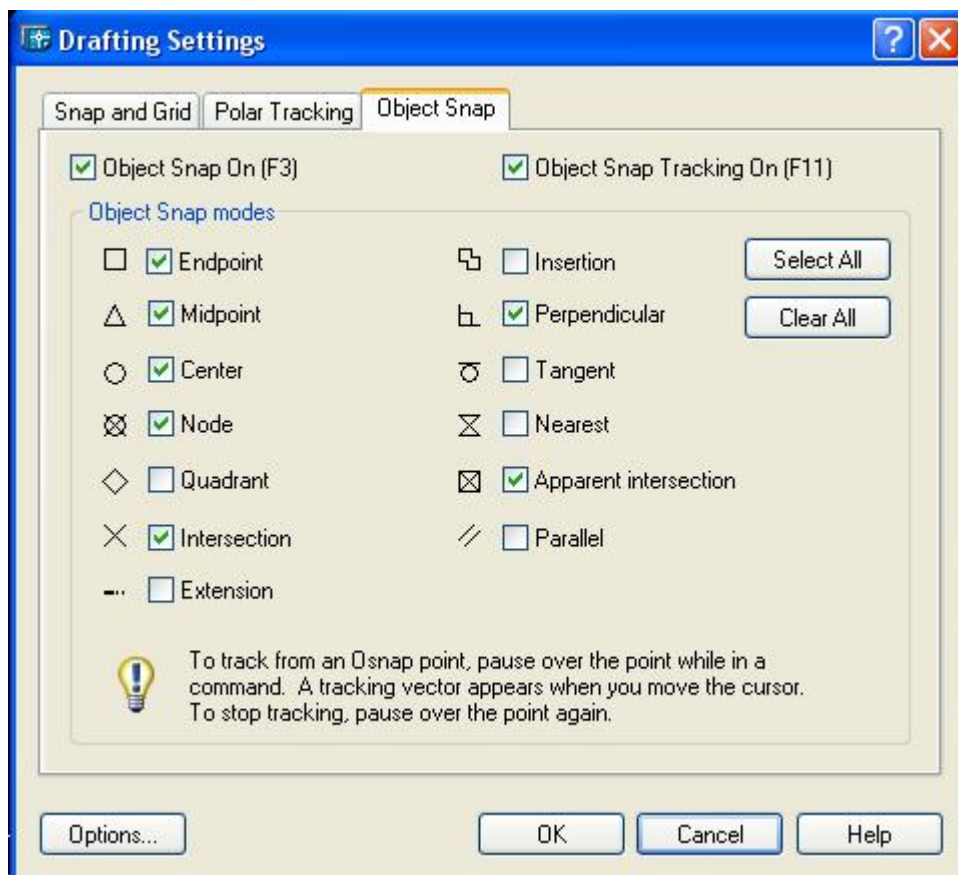 Drafting Settings
Snap and Grid
Polar Tracking
Object Snap
Object Snap On (F3)
Object Snap Tracking On (F11)
Object Snap modes
Endpoint
Midpoint
Center
Node
Quadrant
Intersection
Extension
Insertion
Perpendicular
Tangent
Nearest
Apparent intersection
Parallel
Select All
Clear All
To track from an Osnap point, pause over the point while in a
command. A tracking vector appears when you move the cursor.
To stop tracking, pause over the point again.
Options...
OK
Cancel
Help